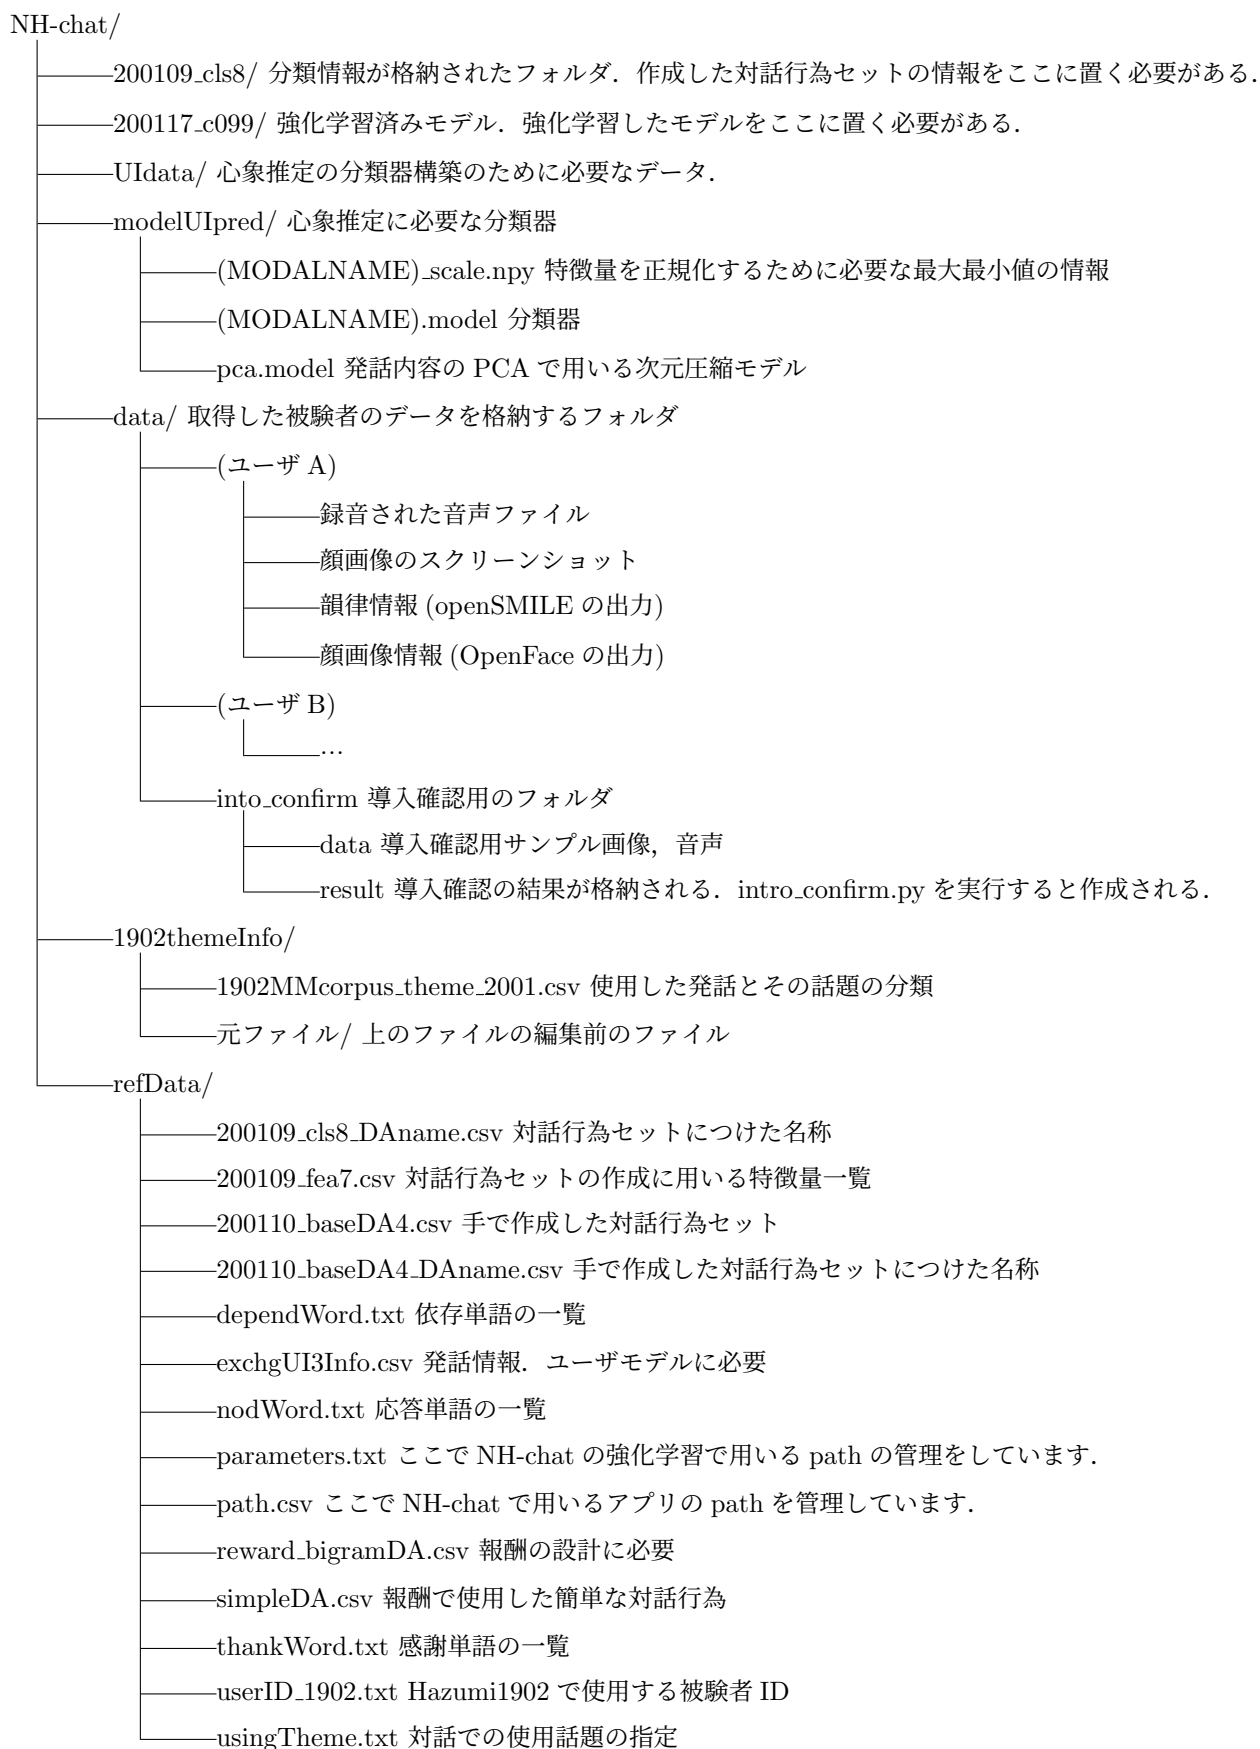 NH-chat/
200109_cls8/ 分類情報が格納されたフォルダ．作成した対話行為セットの情報をここに置く必要がある．
200117_c099/ 強化学習済みモデル．強化学習したモデルをここに置く必要がある．
UIdata/ 心象推定の分類器構築のために必要なデータ．
modelUIpred/ 心象推定に必要な分類器
(MODALNAME)_scale.npy 特徴量を正規化するために必要な最大最小値の情報
(MODALNAME).model 分類器
pca.model 発話内容の PCA で用いる次元圧縮モデル
data/ 取得した被験者のデータを格納するフォルダ
(ユーザ A)
録音された音声ファイル
顔画像のスクリーンショット
韻律情報 (openSMILE の出力)
顔画像情報 (OpenFace の出力)
(ユーザ B)
…
into_confirm 導入確認用のフォルダ
data 導入確認用サンプル画像，音声
result 導入確認の結果が格納される．intro_confirm.py を実行すると作成される．
1902themeInfo/
1902MMcorpus_theme_2001.csv 使用した発話とその話題の分類
元ファイル/ 上のファイルの編集前のファイル
refData/
200109_cls8_DAname.csv 対話行為セットにつけた名称
200109_fea7.csv 対話行為セットの作成に用いる特徴量一覧
200110_baseDA4.csv 手で作成した対話行為セット
200110_baseDA4_DAname.csv 手で作成した対話行為セットにつけた名称
dependWord.txt 依存単語の一覧
exchgUI3Info.csv 発話情報．ユーザモデルに必要
nodWord.txt 応答単語の一覧
parameters.txt ここで NH-chat の強化学習で用いる path の管理をしています．
path.csv ここで NH-chat で用いるアプリの path を管理しています．
reward_bigramDA.csv 報酬の設計に必要
simpleDA.csv 報酬で使用した簡単な対話行為
thankWord.txt 感謝単語の一覧
userID_1902.txt Hazumi1902 で使用する被験者 ID
usingTheme.txt 対話での使用話題の指定